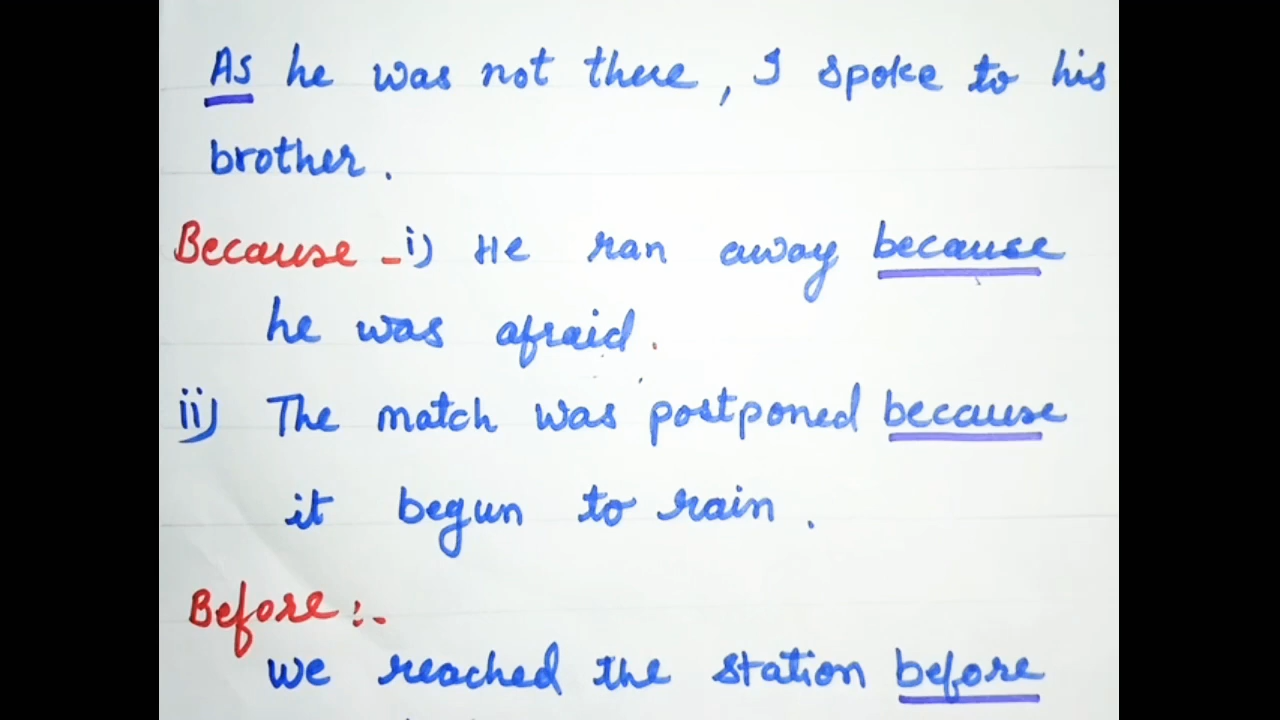 As he was not there, I spoke to his
brother.
Because - i) He ran away because
he was afraid.
ii) The match was postponed because
it begun to rain.
Before :-
we reached the station before